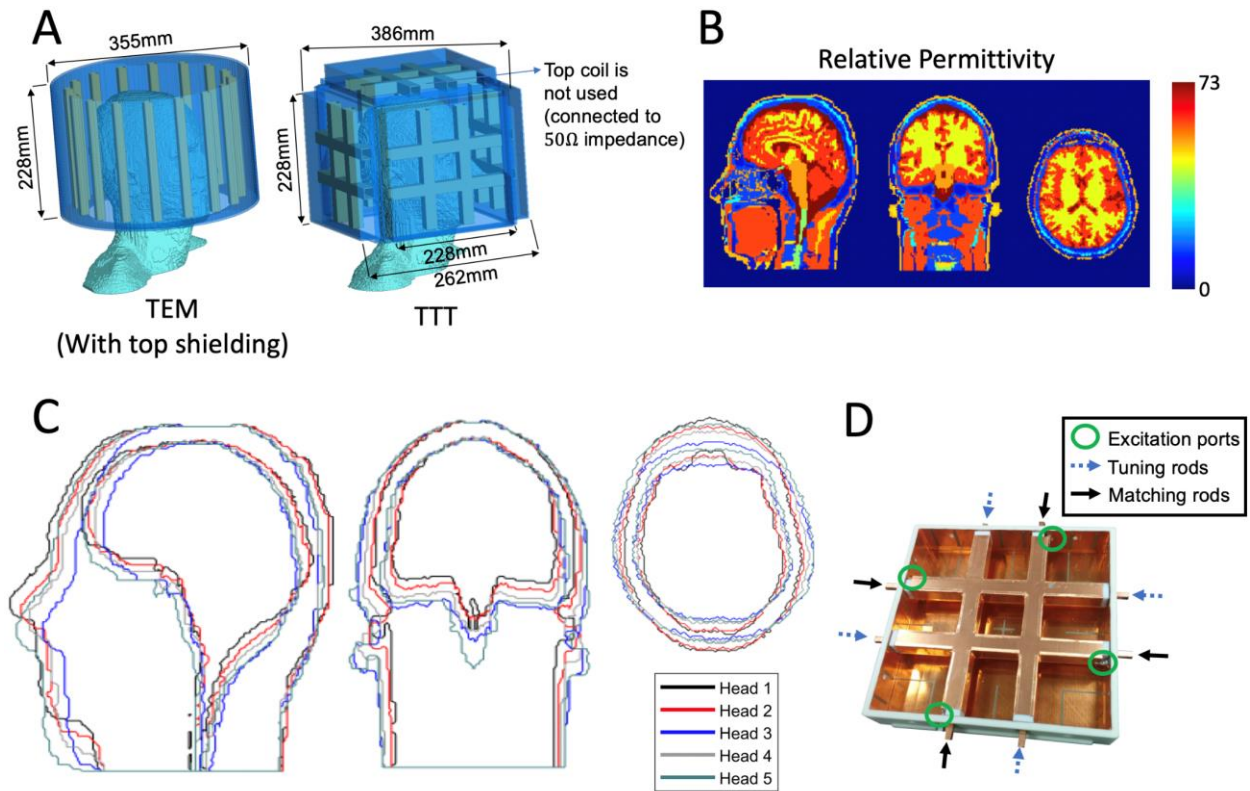 A
355mm
228mm
TEM
(With top shielding)
386mm
228mm
228mm
262mm
TTT
Top coil is
not used
(connected to
50Ω impedance)
B
Relative Permittivity
73
0
C
Head 1
Head 2
Head 3
Head 4
Head 5
D
Excitation ports
Tuning rods
Matching rods